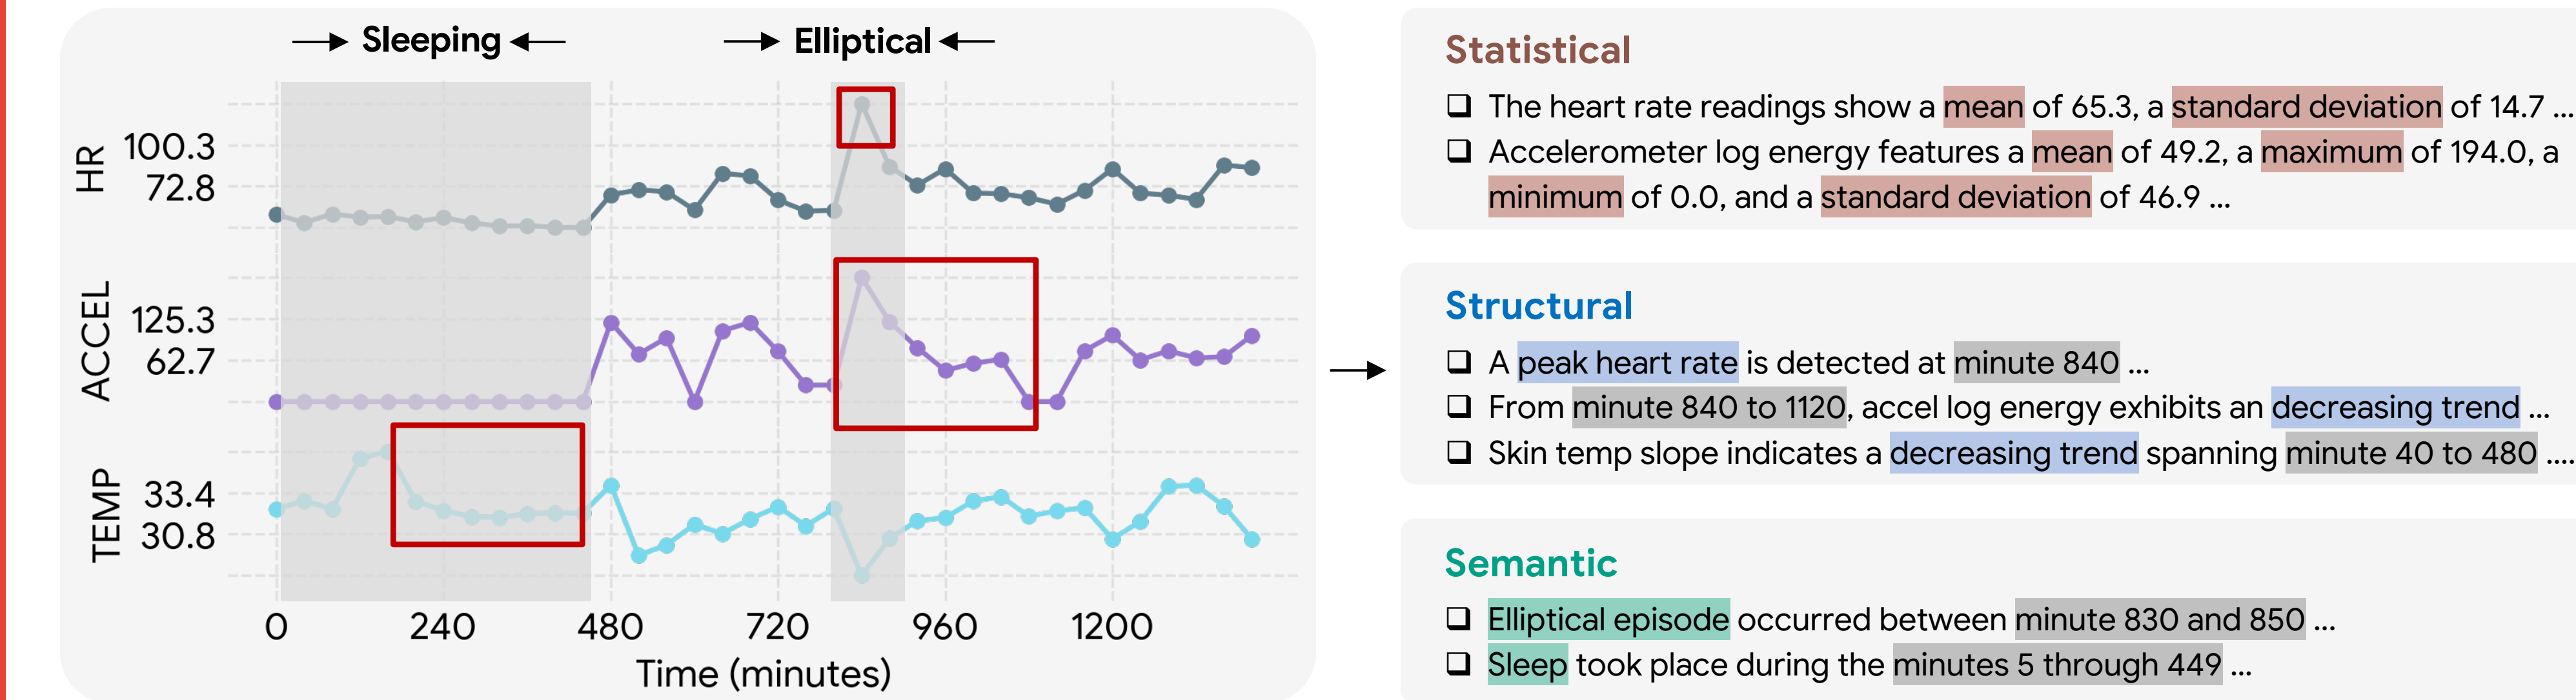 Sleeping
Elliptical
HR
100.3
72.8
ACCEL
125.3
62.7
TEMP
33.4
30.8
0 240 480 720 960 1200
Time (minutes)
Statistical
The heart rate readings show a mean of 65.3, a standard deviation of 14.7 ...
Accelerometer log energy features a mean of 49.2, a maximum of 194.0, a
minimum of 0.0, and a standard deviation of 46.9 ...
Structural
A peak heart rate is detected at minute 840 ...
From minute 840 to 1120, accel log energy exhibits an decreasing trend ...
Skin temp slope indicates a decreasing trend spanning minute 40 to 480 ....
Semantic
Elliptical episode occurred between minute 830 and 850 ...
Sleep took place during the minutes 5 through 449 ...